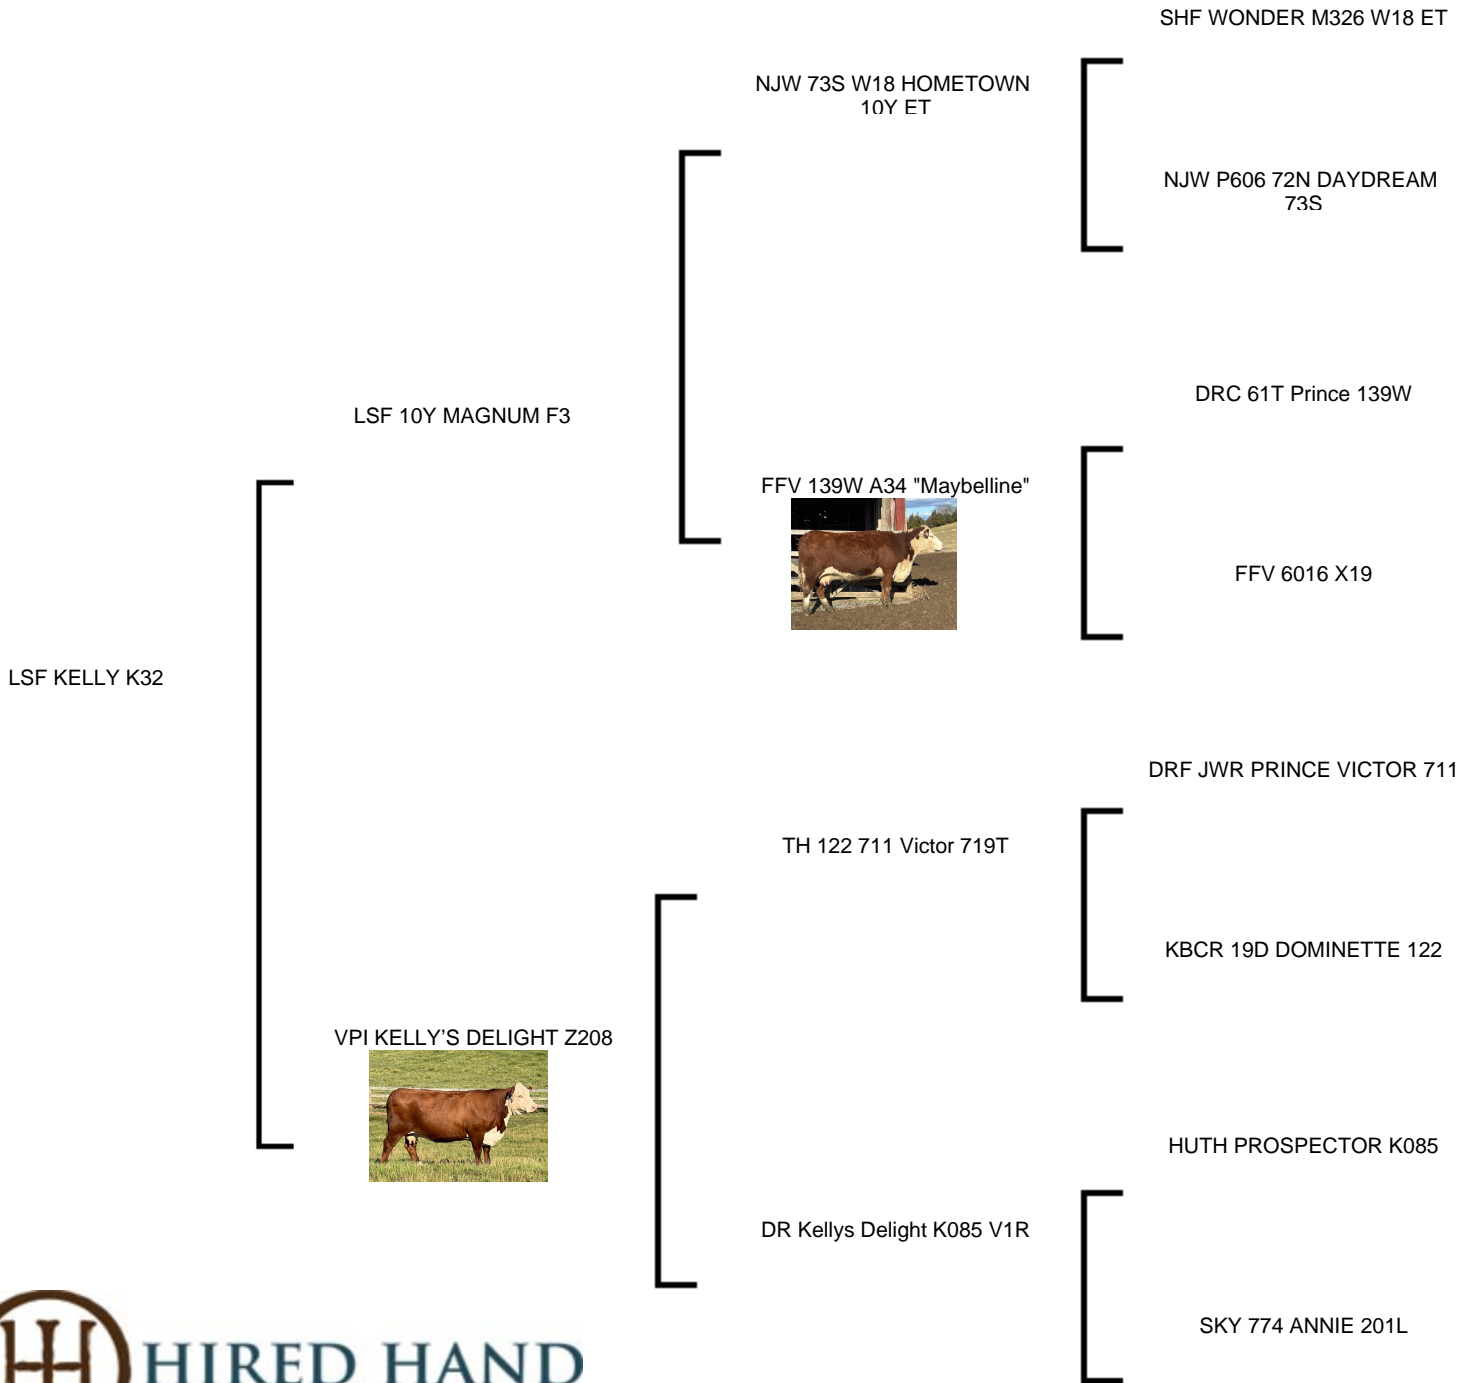 SHF WONDER M326 W18 ET
NJW 73S W18 HOMETOWN
10Y ET
NJW P606 72N DAYDREAM
73S
LSF 10Y MAGNUM F3
DRC 61T Prince 139W
FFV 139W A34 "Maybelline"
FFV 6016 X19
LSF KELLY K32
DRF JWR PRINCE VICTOR 711
TH 122 711 Victor 719T
KBCR 19D DOMINETTE 122
VPI KELLY’S DELIGHT Z208
HUTH PROSPECTOR K085
DR Kellys Delight K085 V1R
SKY 774 ANNIE 201L
HIRED HAND